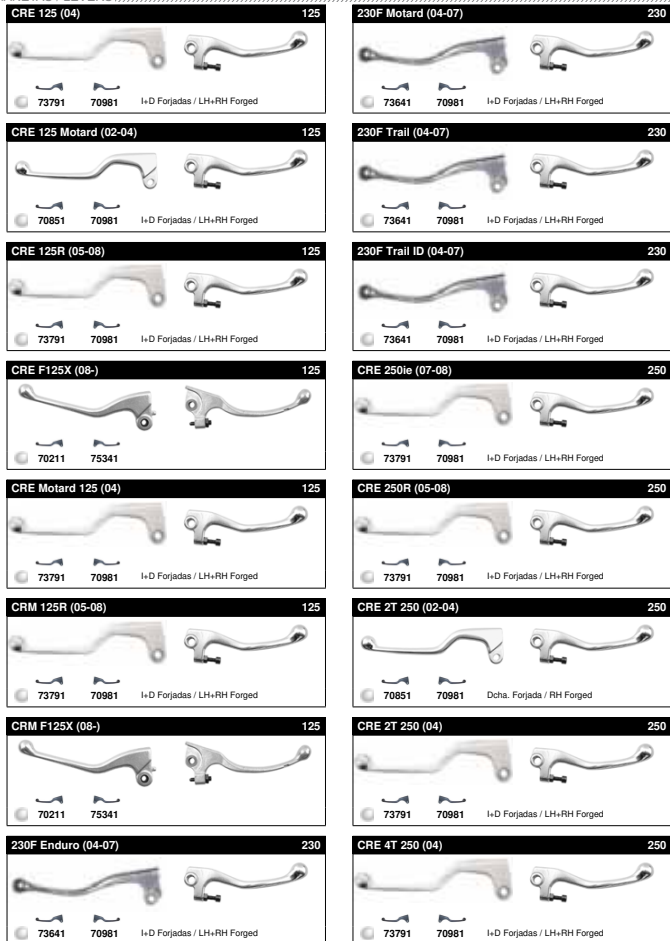 CRE 125 (04) 125
73791 70981 I+D Forjadas / LH+RH Forged
CRE 125 Motard (02-04) 125
70851 70981 I+D Forjadas / LH+RH Forged
CRE 125R (05-08) 125
73791 70981 I+D Forjadas / LH+RH Forged
CRE F125X (08-) 125
70211 75341
CRE Motard 125 (04) 125
73791 70981 I+D Forjadas / LH+RH Forged
CRM 125R (05-08) 125
73791 70981 I+D Forjadas / LH+RH Forged
CRM F125X (08-) 125
70211 75341
230F Enduro (04-07) 230
73641 70981 I+D Forjadas / LH+RH Forged
230F Motard (04-07) 230
73641 70981 I+D Forjadas / LH+RH Forged
230F Trail (04-07) 230
73641 70981 I+D Forjadas / LH+RH Forged
230F Trail ID (04-07) 230
73641 70981 I+D Forjadas / LH+RH Forged
CRE 250ie (07-08) 250
73791 70981 I+D Forjadas / LH+RH Forged
CRE 250R (05-08) 250
73791 70981 I+D Forjadas / LH+RH Forged
CRE 2T 250 (02-04) 250
70851 70981 Dcha. Forjada / RH Forged
CRE 2T 250 (04) 250
73791 70981 I+D Forjadas / LH+RH Forged
CRE 4T 250 (04) 250
73791 70981 I+D Forjadas / LH+RH Forged